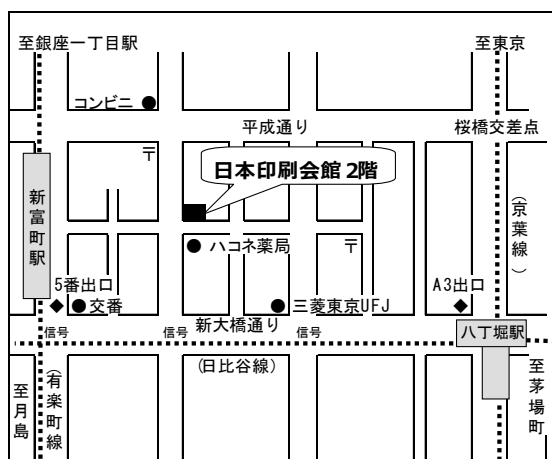 至銀座一丁目駅
至東京
コンビニ
平成通り
桜橋交差点
〒
日本印刷会館 2階
新富町駅
(京葉線)
ハコネ薬局
〒
5番出口
交番
三菱東京UFJ
A3出口
新大橋通り
信号
信号
信号
八丁堀駅
(日比谷線)
至月島
(有楽町線)
至茅場町